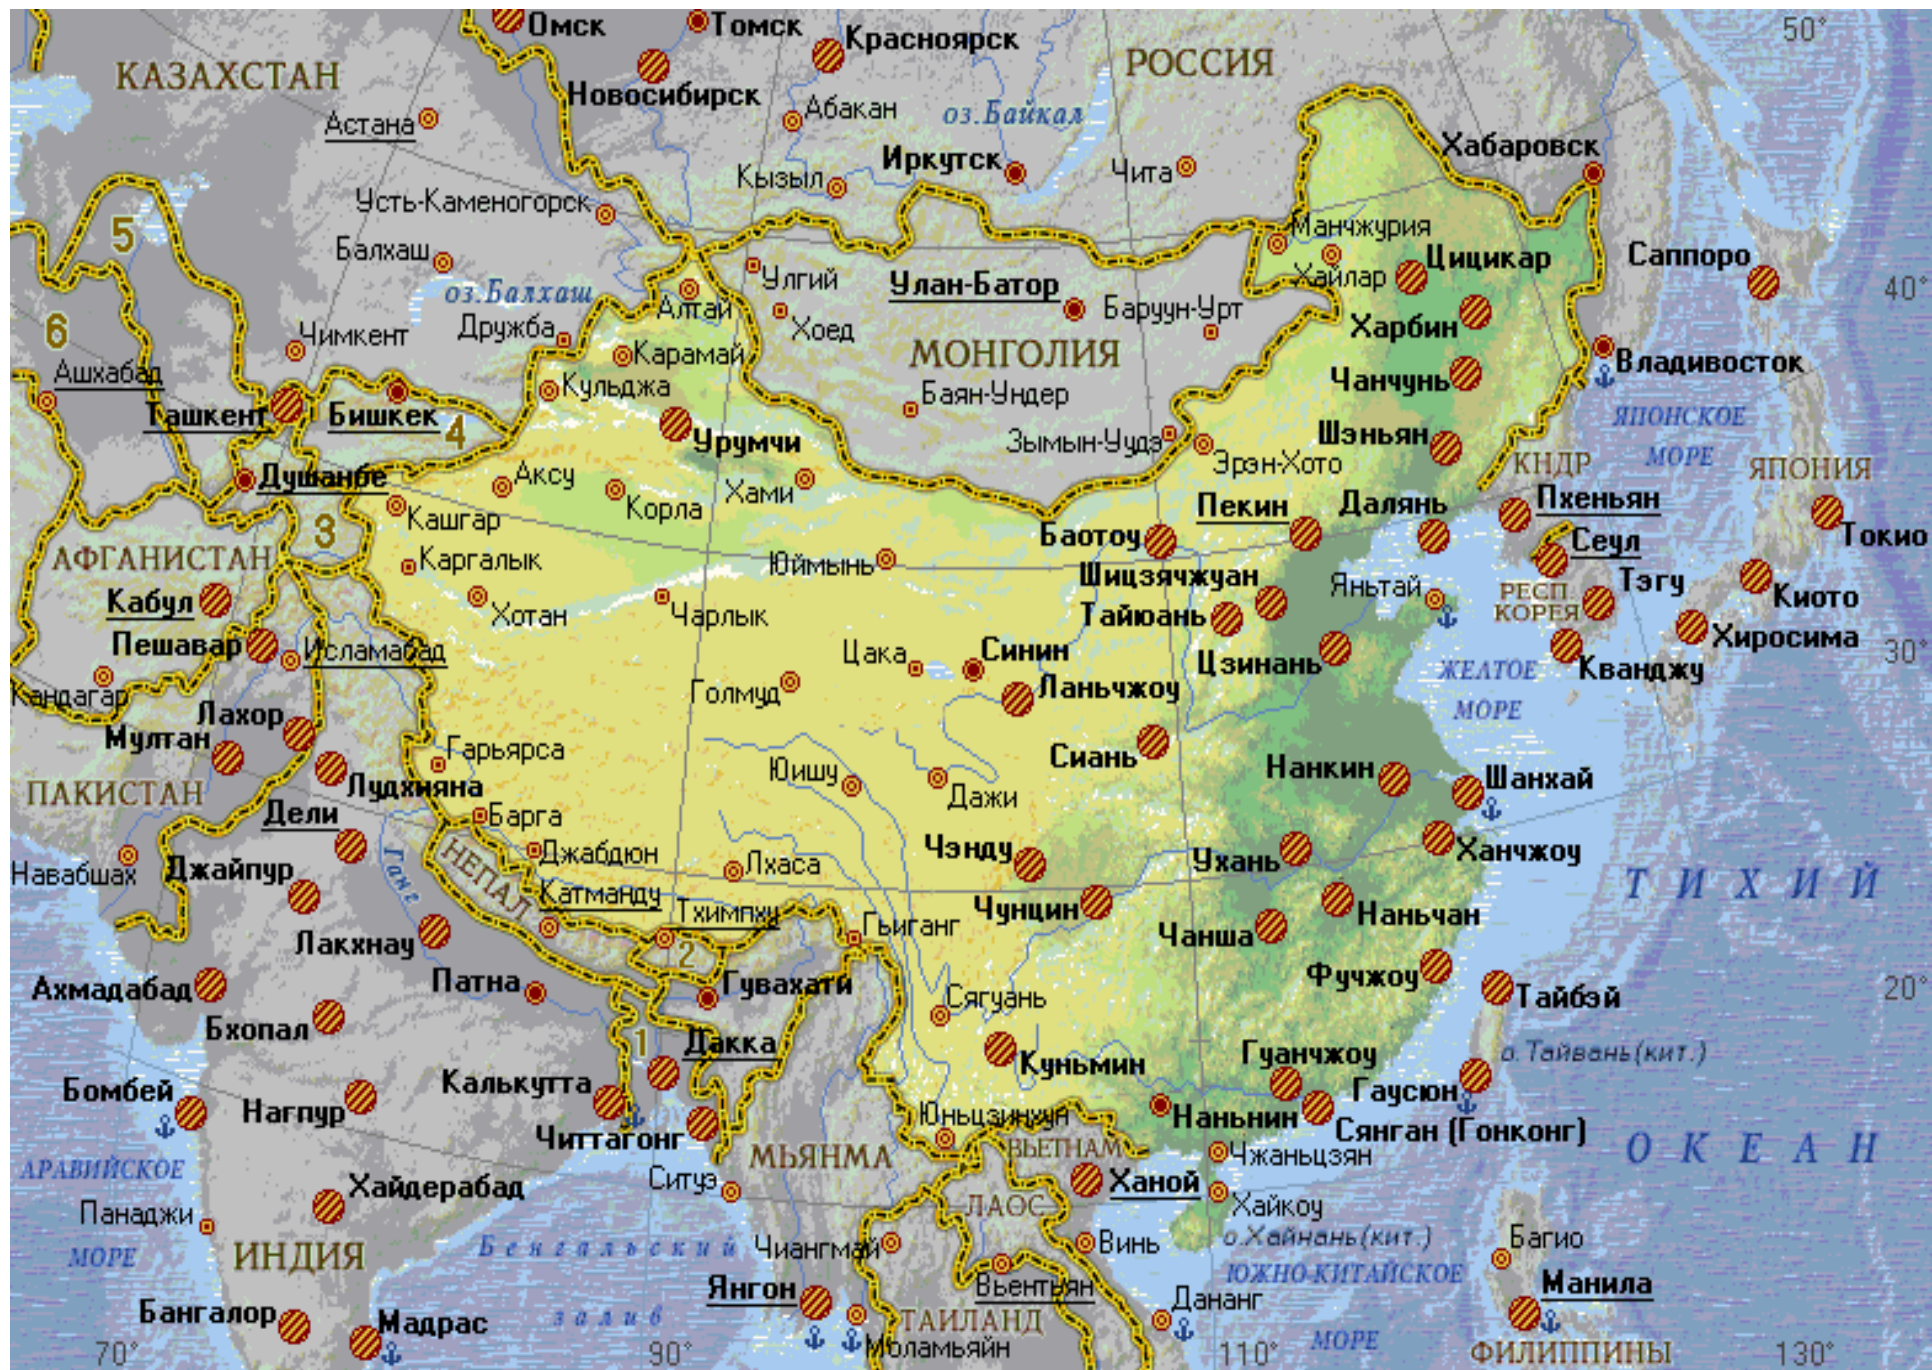 Омск
Томск
Красноярск
РОССИЯ
50°
КАЗАХСТАН
Новосибирск
Абакан
оз.Байкал
Астана
Иркутск
Чита
Хабаровск
Кызыл
Усть-Каменогорск
5
Манчжурия
Балхаш
Улгий
Улан-Батор
Хайлар
Цицикар
Саппоро
40°
оз.Балхаш
Алтай
Баруун-Урт
6
Чимкент
Дружба
Хоед
Харбин
Карамай
МОНГОЛИЯ
Владивосток
Ашхабад
Кульджа
Баян-Ундер
Чанчунь
Ташкент
Бишкек
4
ЯПОНСКОЕ
МОРЕ
Урумчи
Зымын-Уудэ
Эрэн-Хото
Шэньян
КНДР
ЯПОНИЯ
Душанбе
Аксу
Корла
Хами
Пекин
Далянь
Пхеньян
Кашгар
3
Баотоу
Сеул
Токио
АФГАНИСТАН
Каргалык
Юймынь
Шицзячжуан
Яньтай
РЕСП.
КОРЕЯ
Тэгу
Киото
Кабул
Хотан
Чарлык
Тайюань
Пешавар
Исламабад
Цака
Синин
Цзинань
Хиросима
30°
Кандагар
Голмуд
Ланьчжоу
ЖЕЛТОЕ
МОРЕ
Кванджу
Лахор
Мултан
Гарьярса
Сиань
Юишу
Дажи
Нанкин
Шанхай
Лудхияна
ПАКИСТАН
Дели
Барга
Навабшах
Джайпур
Ганг
НЕПАЛ
Джабдюн
Лхаса
Чэнду
Ухань
Ханчжоу
ТИХИЙ
Катманду
Тхимпху
Гьиганг
Чунцин
Наньчан
Лакхнау
2
Чанша
Ахмадабад
Патна
Гувахати
Фучжоу
Тайбэй
20°
Бхопал
Сягуань
1
Дакка
Куньмин
Гуанчжоу
о.Тайвань(кит.)
Бомбей
Нагпур
Калькутта
Гаусюн
Читтагонг
Юньцзинхун
Наньнин
Сянган (Гонконг)
АРАВИЙСКОЕ
МОРЕ
МЬЯНМА
ВЬЕТНАМ
Чжаньцзян
ОКЕАН
Хайдерабад
Ситуэ
Ханой
Панаджи
ЛАОС
Хайкоу
ИНДИЯ
Бенгальский
залив
Чиангмай
Винь
о.Хайнань(кит.)
Багио
ЮЖНО-КИТАЙСКОЕ
МОРЕ
Янгон
Вьентьян
Дананг
Манила
Бангалор
Мадрас
ТАИЛАНД
Моламьяйн
ФИЛИППИНЫ
70°
90°
110°
130°